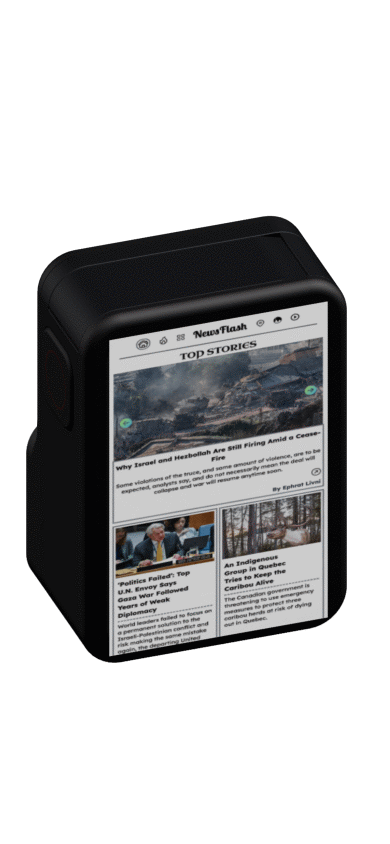 NewsFlash
TOP STORIES
Why Israel and Hezbollah Are Still Firing Amid a Cease-
Fire
Some violations of the truce, and some amount of violence, are to be
expected, analysts say, and do not necessarily mean the deal will
collapse and war will resume anytime soon.
By Ephrat Livni
'Politics Failed': Top
U.N. Envoy Says
Gaza War Followed
Years of Weak
Diplomacy
World leaders failed to focus on
a permanent solution to the
Israeli-Palestinian conflict and
risk making the same mistake
again, the departing United
An Indigenous
Group in Quebec
Tries to Keep the
Caribou Alive
The Canadian government is
threatening to use emergency
measures to protect three
caribou herds at risk of dying
out in Quebec.